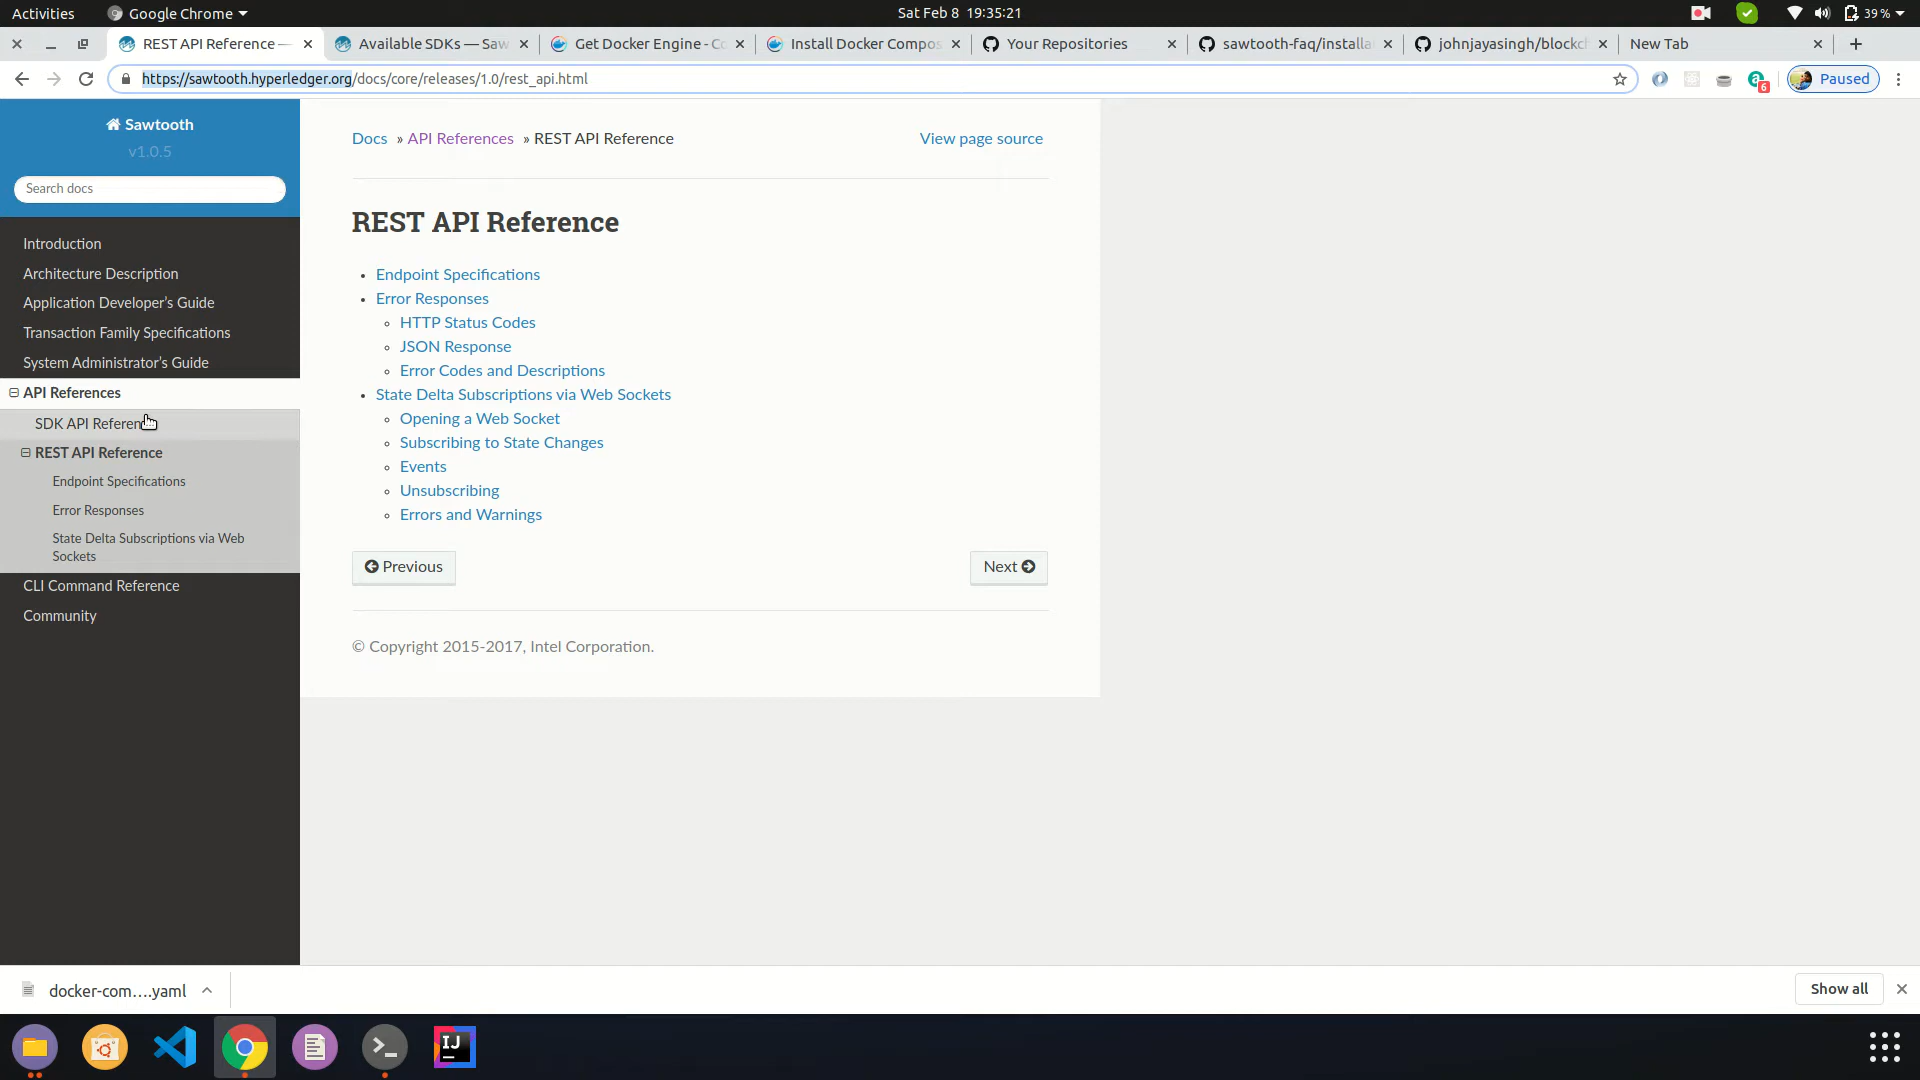 Activities
Google Chrome
Sat Feb 8 19:35:21
39 %
REST API Reference —
Available SDKs — Saw
Get Docker Engine - Co
Install Docker Compos
Your Repositories
sawtooth-faq/installa
johnjayasingh/blockch
New Tab
https://sawtooth.hyperledger.org/docs/core/releases/1.0/rest_api.html
6
Paused
Sawtooth
v1.0.5
Search docs
Introduction
Architecture Description
Application Developer's Guide
Transaction Family Specifications
System Administrator's Guide
API References
SDK API Referen
REST API Reference
Endpoint Specifications
Error Responses
State Delta Subscriptions via Web
Sockets
CLI Command Reference
Community
Docs » API References » REST API Reference
View page source
REST API Reference
Endpoint Specifications
Error Responses
HTTP Status Codes
JSON Response
Error Codes and Descriptions
State Delta Subscriptions via Web Sockets
Opening a Web Socket
Subscribing to State Changes
Events
Unsubscribing
Errors and Warnings
Previous
Next
© Copyright 2015-2017, Intel Corporation.
docker-com….yaml
Show all
IJ